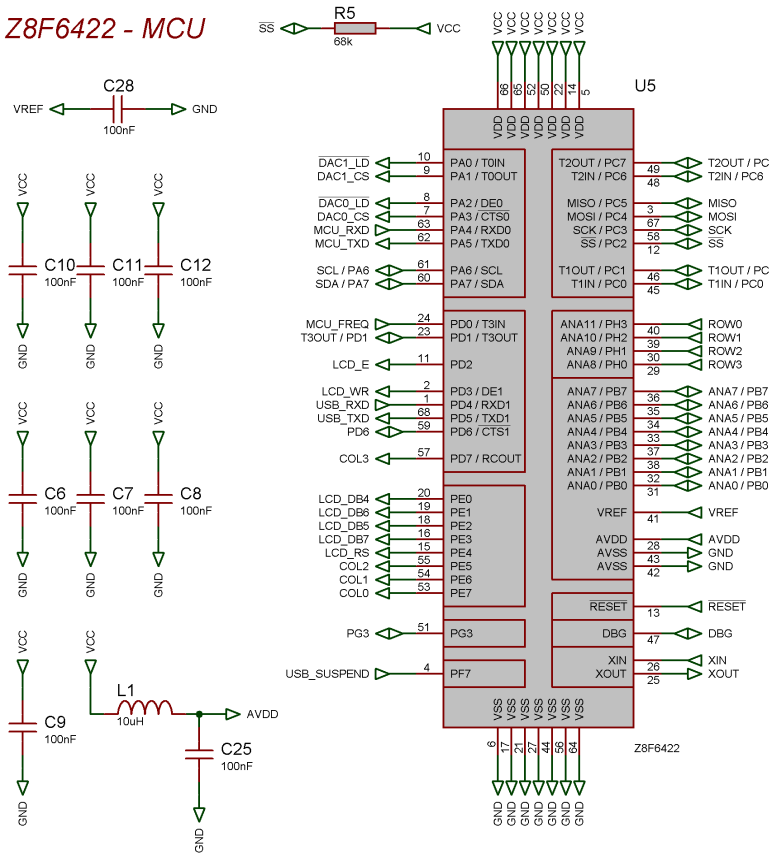 Z8F6422 - MCU
SS R5 VCC
68k
C28
VREF GND
100nF
VCC VCC VCC
C10 C11 C12
100nF 100nF 100nF
GND GND GND
VCC VCC VCC
C6 C7 C8
100nF 100nF 100nF
GND GND GND
VCC VCC
C9
100nF
GND
L1
10uH
AVDD
C25
100nF
GND
VCC VCC VCC VCC VCC VCC VCC
66 65 52 50 22 14 5
VDD VDD VDD VDD VDD VDD VDD
U5
DAC1_LD 10 PA0 / T0IN
DAC1_CS 9 PA1 / T0OUT
DAC0_LD 8 PA2 / DE0
DAC0_CS 7 PA3 / CTS0
MCU_RXD 63 PA4 / RXD0
MCU_TXD 62 PA5 / TXD0
SCL / PA6 61 PA6 / SCL
SDA / PA7 60 PA7 / SDA
MCU_FREQ 24 PD0 / T3IN
T3OUT / PD1 23 PD1 / T3OUT
LCD_E 11 PD2
LCD_WR 2 PD3 / DE1
USB_RXD 1 PD4 / RXD1
USB_TXD 68 PD5 / TXD1
PD6 59 PD6 / CTS1
COL3 57 PD7 / RCOUT
LCD_DB4 20 PE0
LCD_DB6 19 PE1
LCD_DB5 18 PE2
LCD_DB7 16 PE3
LCD_RS 15 PE4
COL2 55 PE5
COL1 54 PE6
COL0 53 PE7
PG3 51 PG3
USB_SUSPEND 4 PF7
T2OUT / PC7 49 T2OUT / PC
T2IN / PC6 48 T2IN / PC6
MISO / PC5 3 MISO
MOSI / PC4 67 MOSI
SCK / PC3 58 SCK
SS / PC2 12 SS
T1OUT / PC1 46 T1OUT / PC
T1IN / PC0 45 T1IN / PC0
ANA11 / PH3 40 ROW0
ANA10 / PH2 39 ROW1
ANA9 / PH1 30 ROW2
ANA8 / PH0 29 ROW3
ANA7 / PB7 36 ANA7 / PB7
ANA6 / PB6 35 ANA6 / PB6
ANA5 / PB5 34 ANA5 / PB5
ANA4 / PB4 33 ANA4 / PB4
ANA3 / PB3 37 ANA3 / PB3
ANA2 / PB2 38 ANA2 / PB2
ANA1 / PB1 32 ANA1 / PB1
ANA0 / PB0 31 ANA0 / PB0
VREF 41 VREF
AVDD 28 AVDD
AVSS 43 GND
AVSS 42 GND
RESET 13 RESET
DBG 47 DBG
XIN 26 XIN
XOUT 25 XOUT
VSS VSS VSS VSS VSS VSS VSS
6 17 21 27 44 56 64
GND GND GND GND GND GND GND
Z8F6422